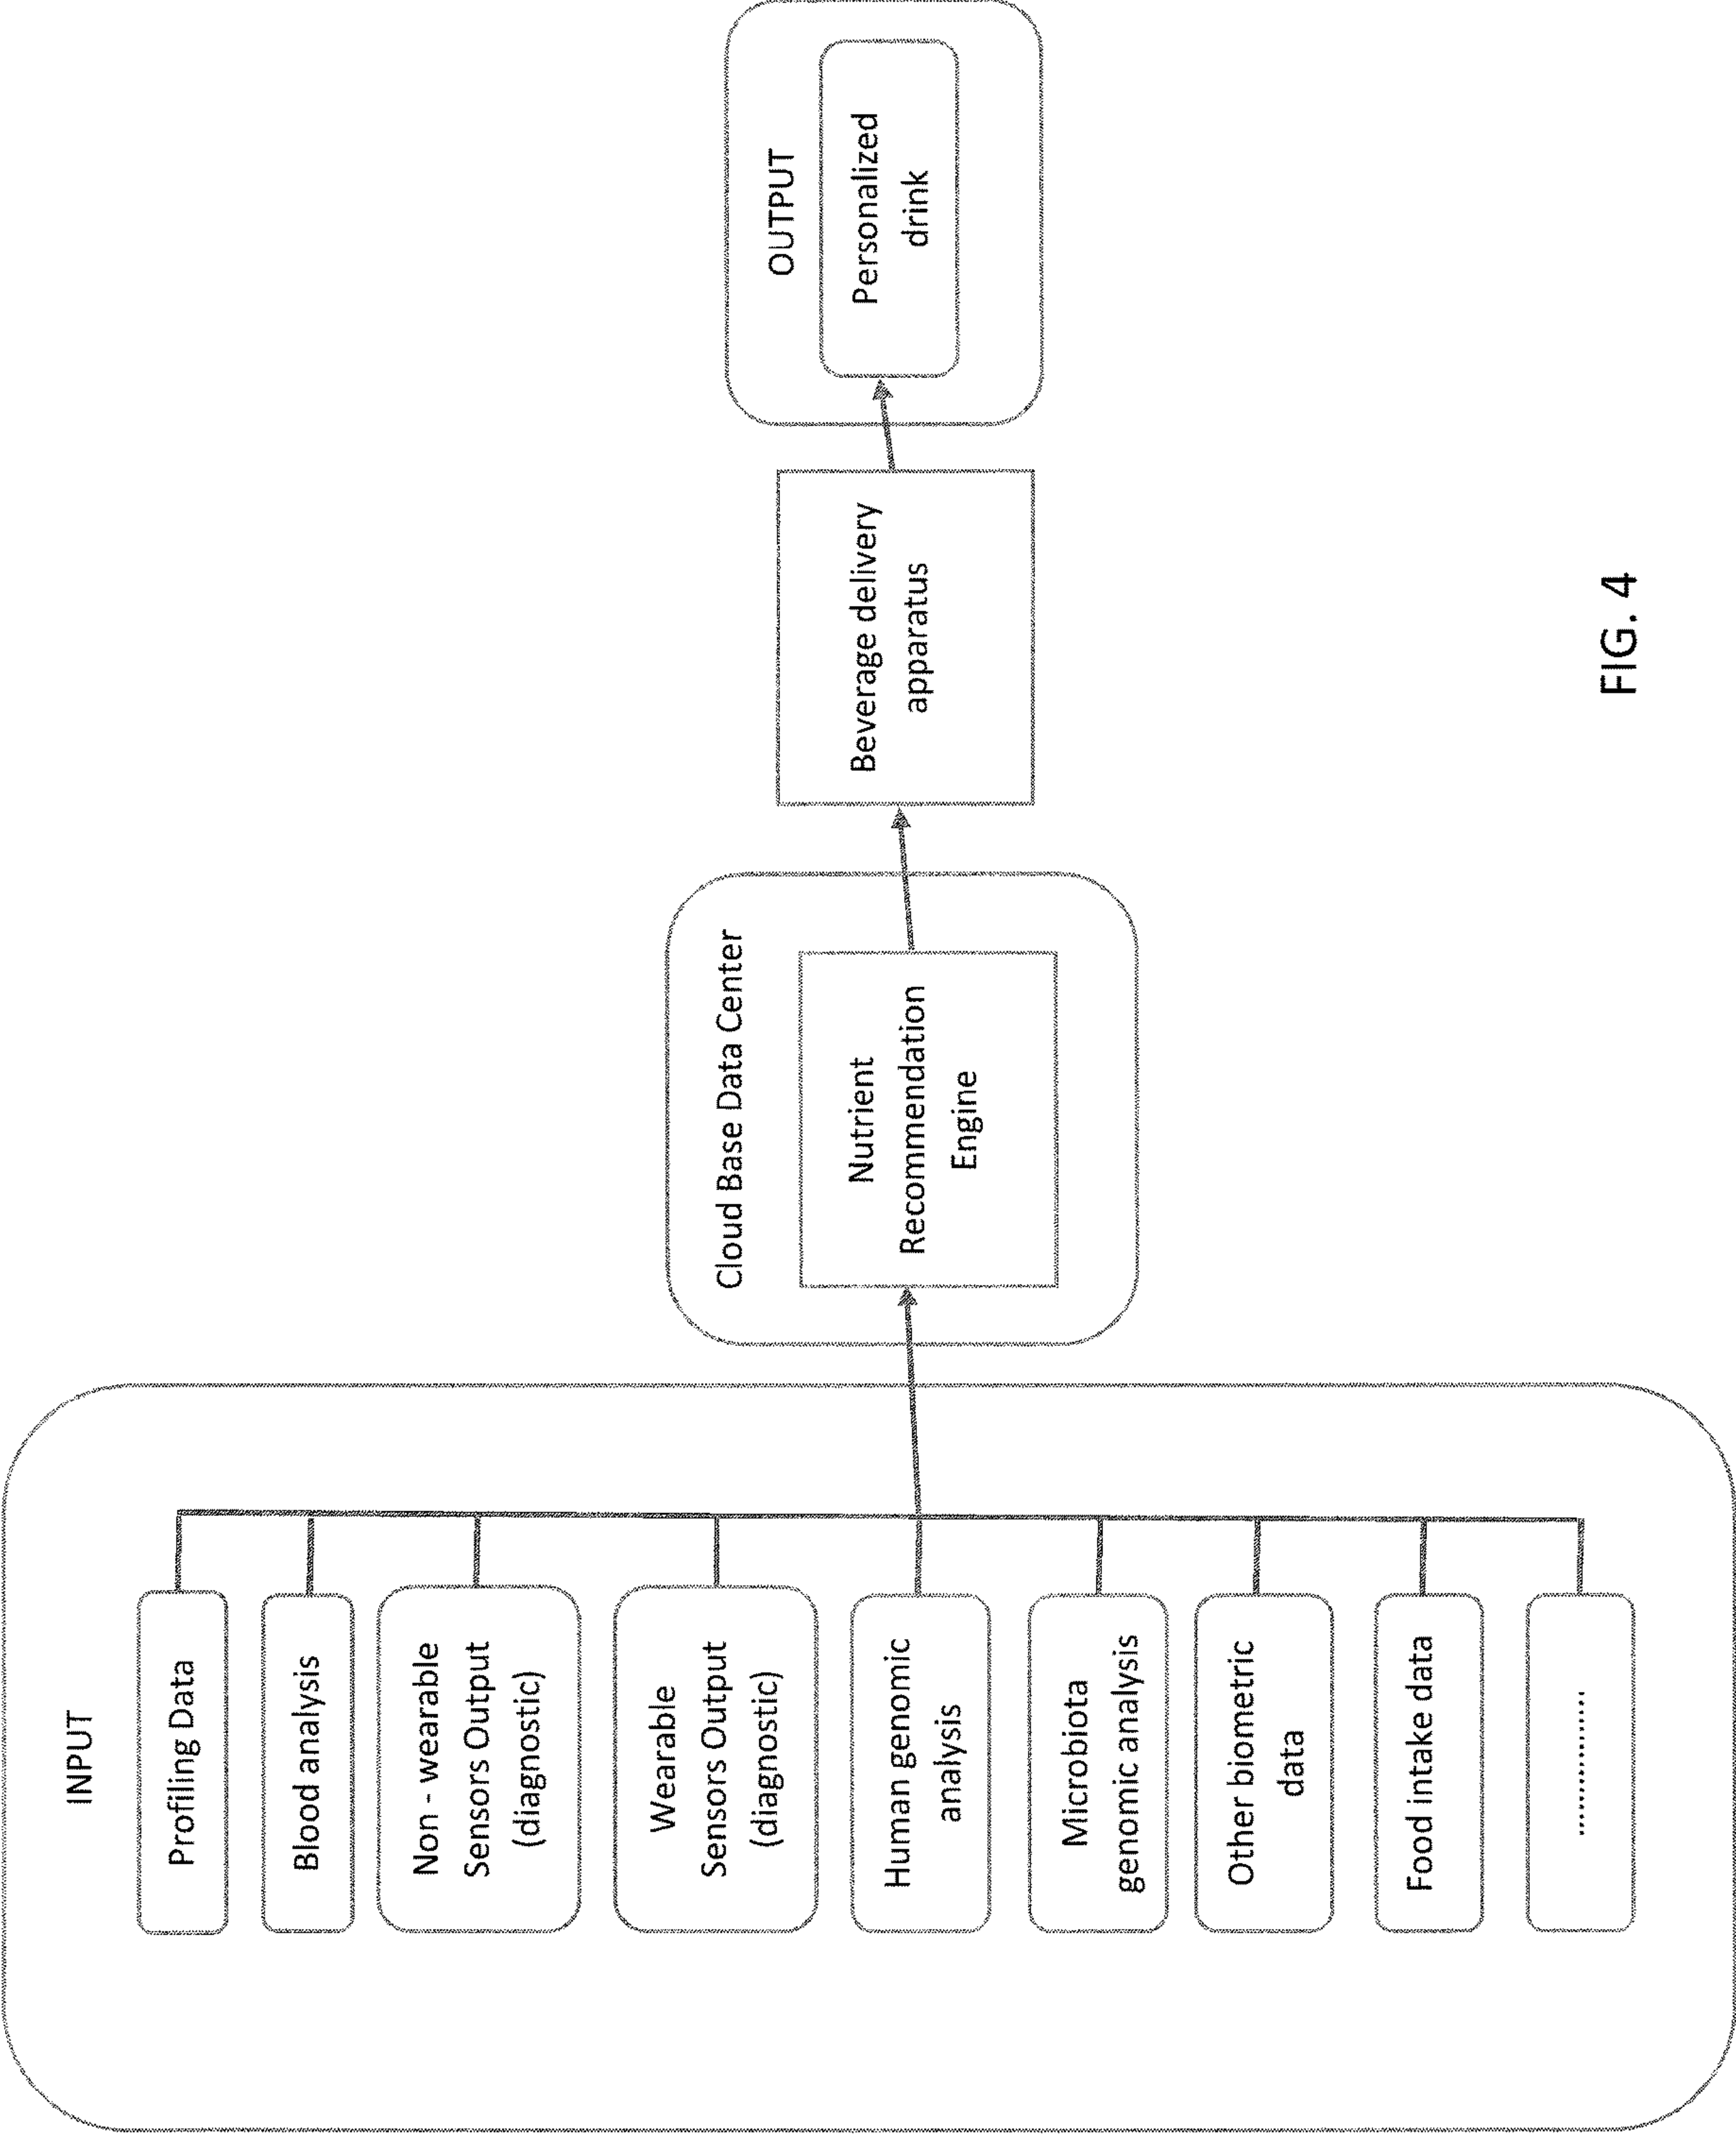 INPUT
Profiling Data
Blood analysis
Non - wearable
Sensors Output
(diagnostic)
Wearable
Sensors Output
(diagnostic)
Human genomic
analysis
Microbiota
genomic analysis
Other biometric
data
Food intake data
...............
Cloud Base Data Center
Nutrient
Recommendation
Engine
Beverage delivery
apparatus
OUTPUT
Personalized
drink
FIG. 4